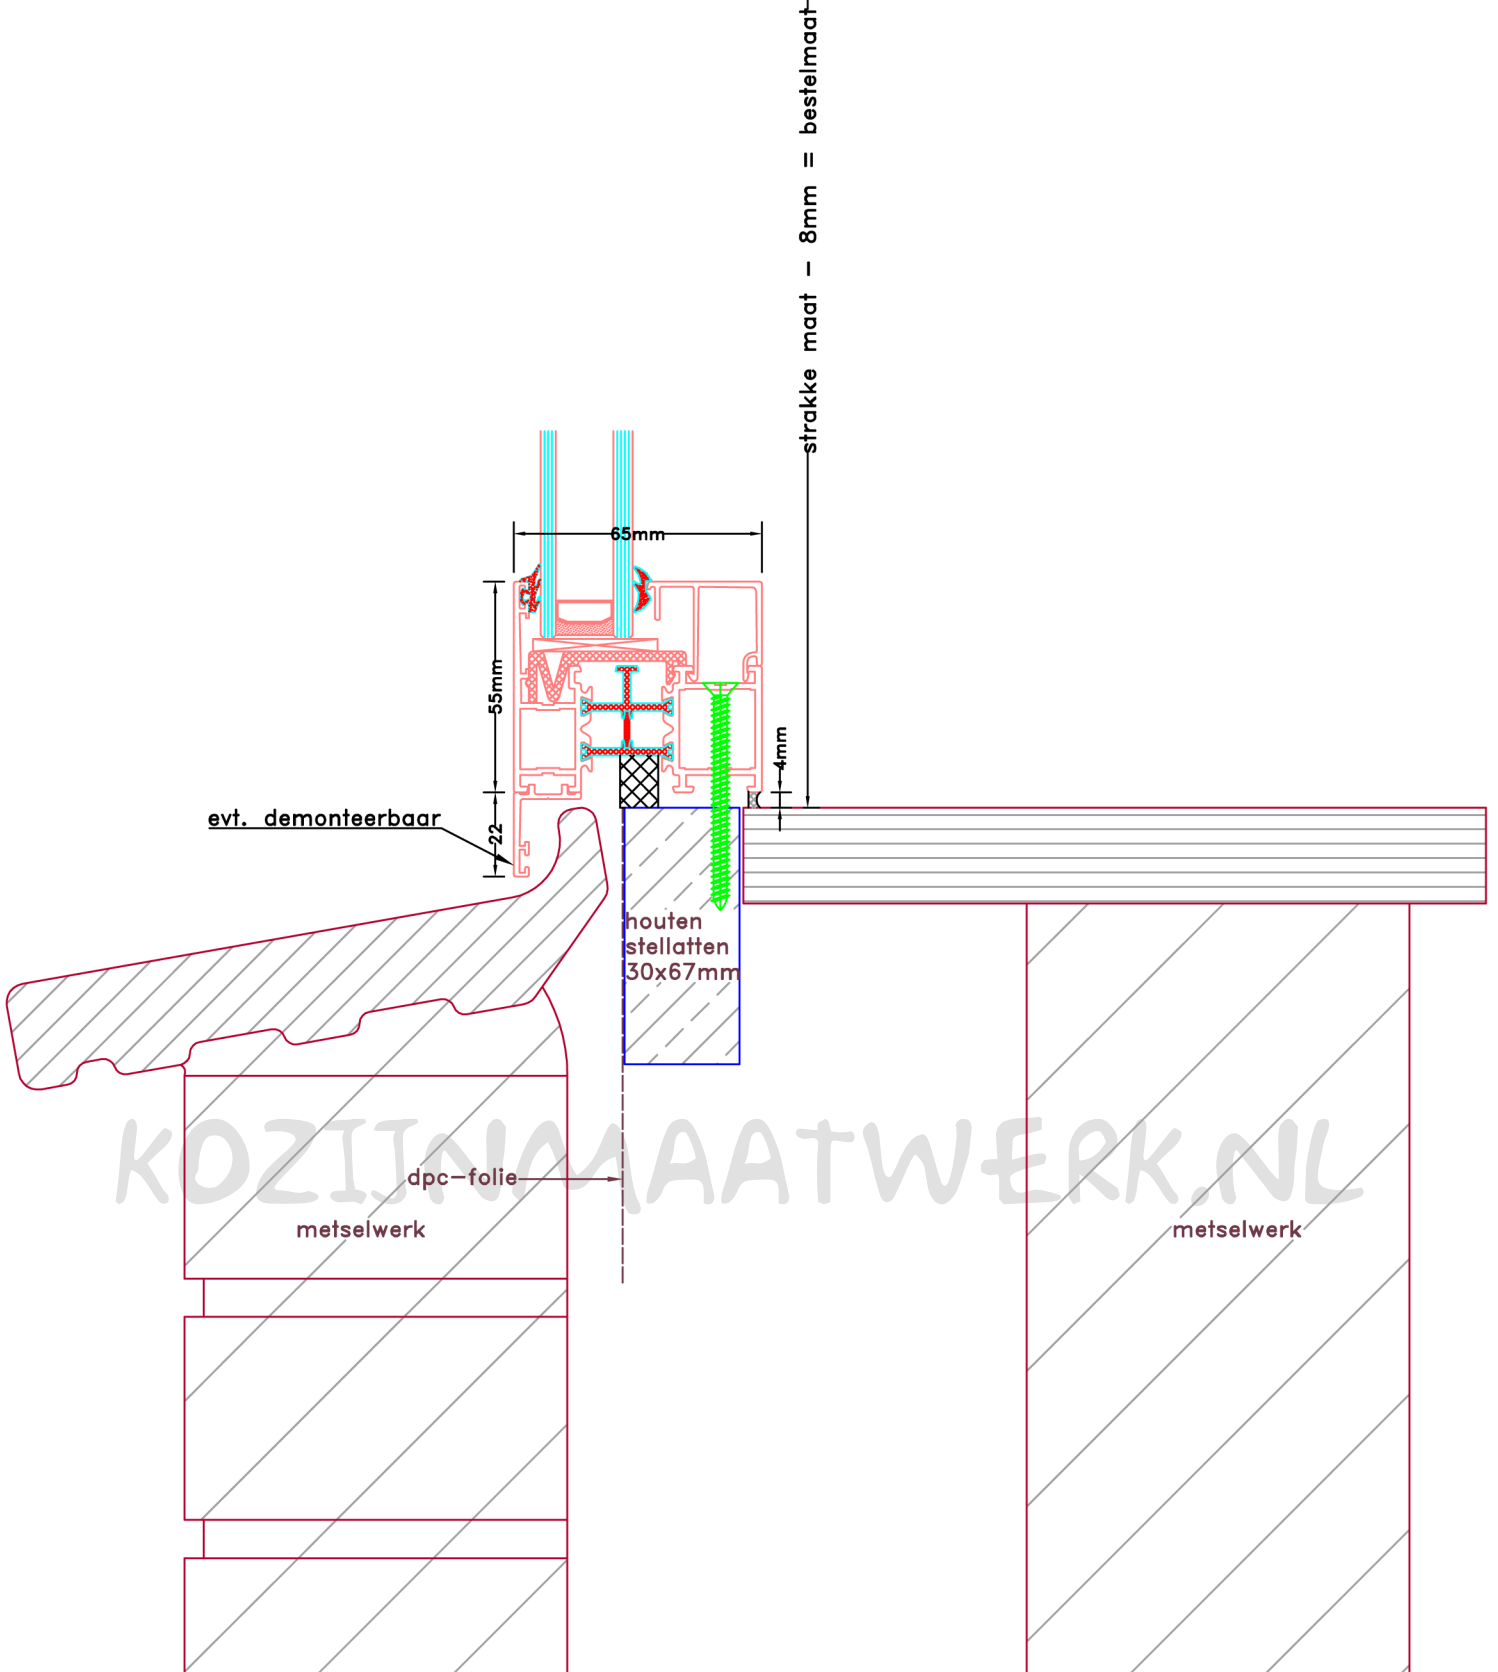 strakke maat - 8mm = bestelmaat
65mm
55mm
4mm
evt. demonteerbaar
22
houten
stellatten
30x67mm
KOZIJNMAATWERK.NL
dpc-folie
metselwerk
metselwerk